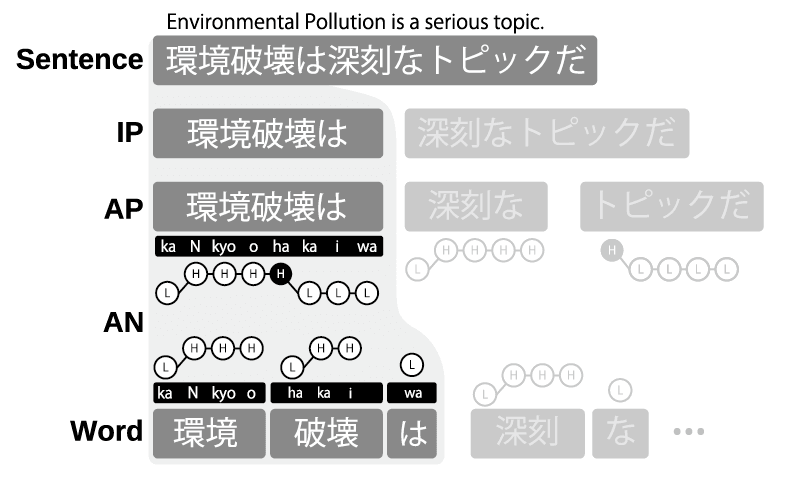 Environmental Pollution is a serious topic.
Sentence 環境破壊は深刻なトピックだ
IP 環境破壊は 深刻なトピックだ
AP 環境破壊は 深刻な トピックだ
ka N kyo o ha ka i wa
L H H H H L L L L H H H H H L L L L
AN
L H H H L H H L L H H H L
ka N kyo o ha ka i wa
Word 環境 破壊 は 深刻 な ...